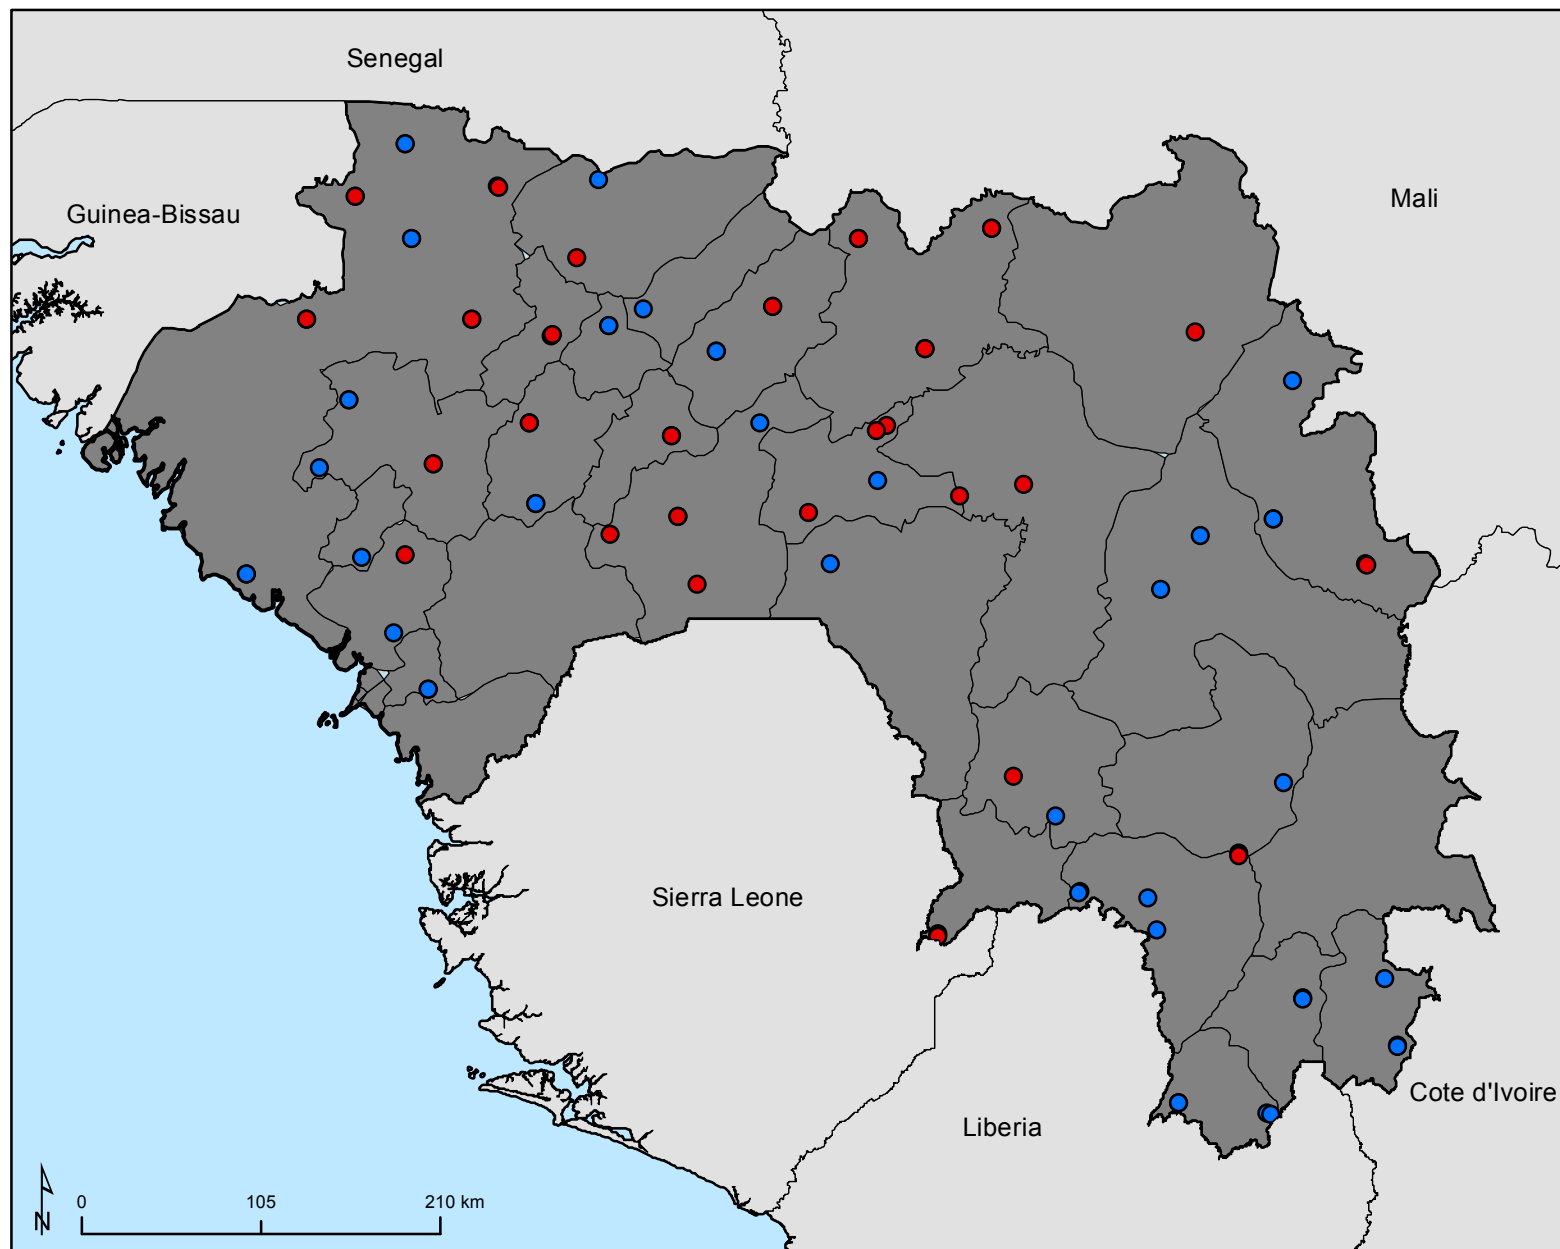 Senegal
Mali
Guinea-Bissau
Sierra Leone
Cote d'Ivoire
Liberia
N
0 105 210 km